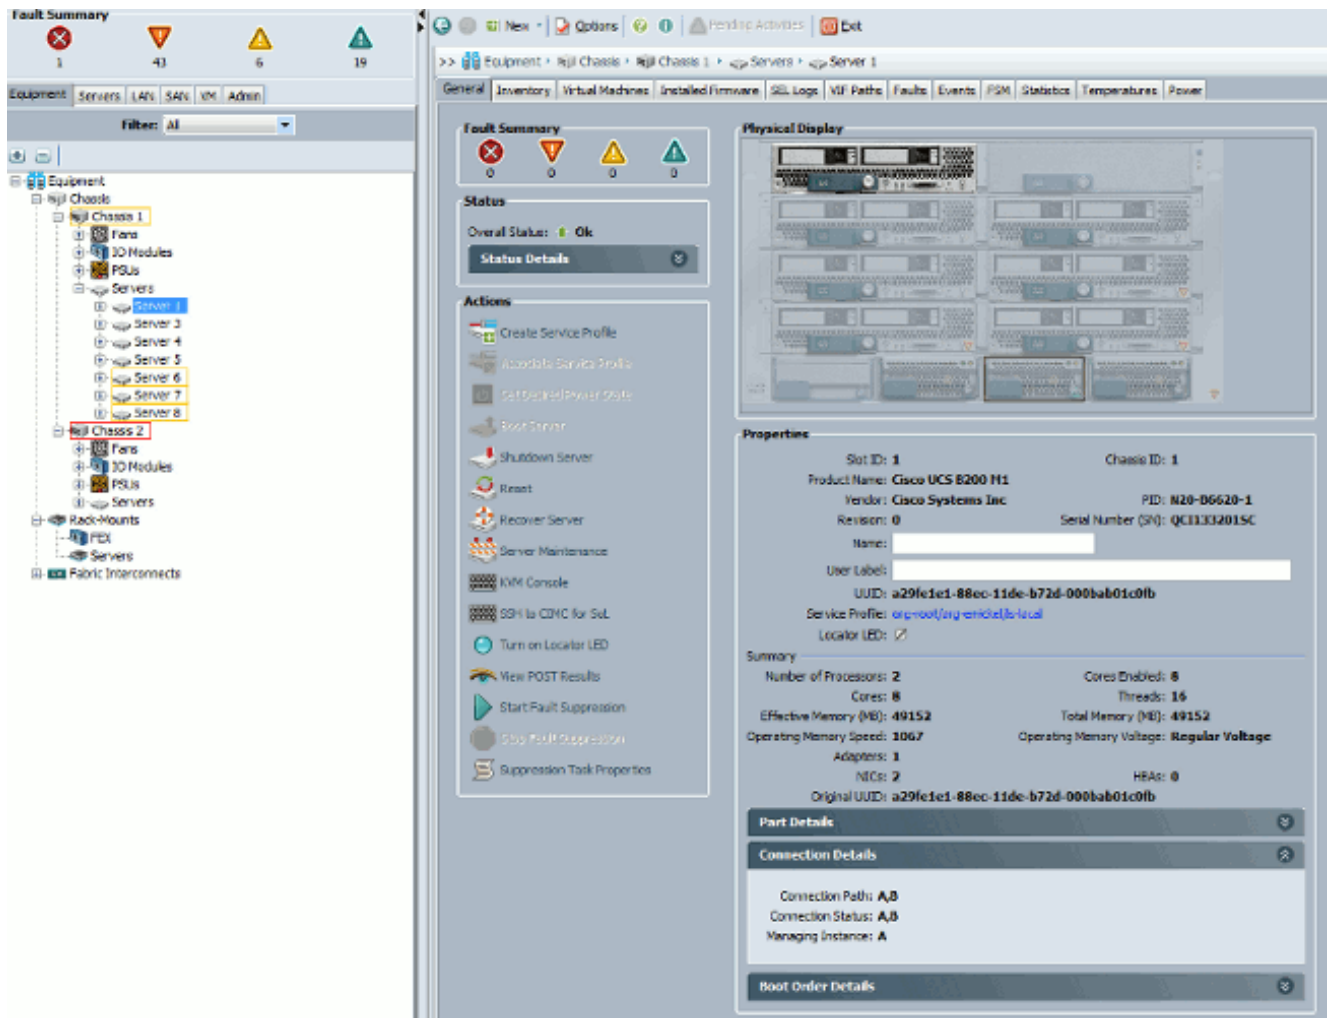 Fault Summary
1 43 6 19
Equipment Servers LAN SAN VM Admin
Filter: All
Equipment
Chassis
Chassis 1
Fans
IO Modules
PSUs
Servers
Server 1
Server 3
Server 4
Server 5
Server 6
Server 7
Server 8
Chassis 2
Fans
IO Modules
PSUs
Servers
Rack-Mounts
FEX
Servers
Fabric Interconnects
New Options Pending Activities Exit
>> Equipment Chassis Chassis 1 Servers Server 1
General Inventory Virtual Machines Installed Firmware SEL Logs VIF Paths Faults Events FSM Statistics Temperatures Power
Fault Summary
0 0 0 0
Status
Overall Status: Ok
Status Details
Actions
Create Service Profile
Associate Service Profile
Set Desired Power State
Boot Server
Shutdown Server
Reset
Recover Server
Server Maintenance
KVM Console
SSH to CIMC for SoL
Turn on Locator LED
View POST Results
Start Fault Suppression
Stop Fault Suppression
Suppression Task Properties
Physical Display
Properties
Slot ID: 1 Chassis ID: 1
Product Name: Cisco UCS B200 M1
Vendor: Cisco Systems Inc PID: N20-B6620-1
Revision: 0 Serial Number (SN): QCI1332015C
Name:
User Label:
UUID: a29fe1e1-88ec-11de-b72d-000bab01c0fb
Service Profile: org-root/org-emickel/ls-local
Locator LED:
Summary
Number of Processors: 2 Cores Enabled: 8
Cores: 8 Threads: 16
Effective Memory (MB): 49152 Total Memory (MB): 49152
Operating Memory Speed: 1067 Operating Memory Voltage: Regular Voltage
Adapters: 1
NICs: 2 HBAs: 0
Original UUID: a29fe1e1-88ec-11de-b72d-000bab01c0fb
Part Details
Connection Details
Connection Path: A,B
Connection Status: A,B
Managing Instance: A
Boot Order Details